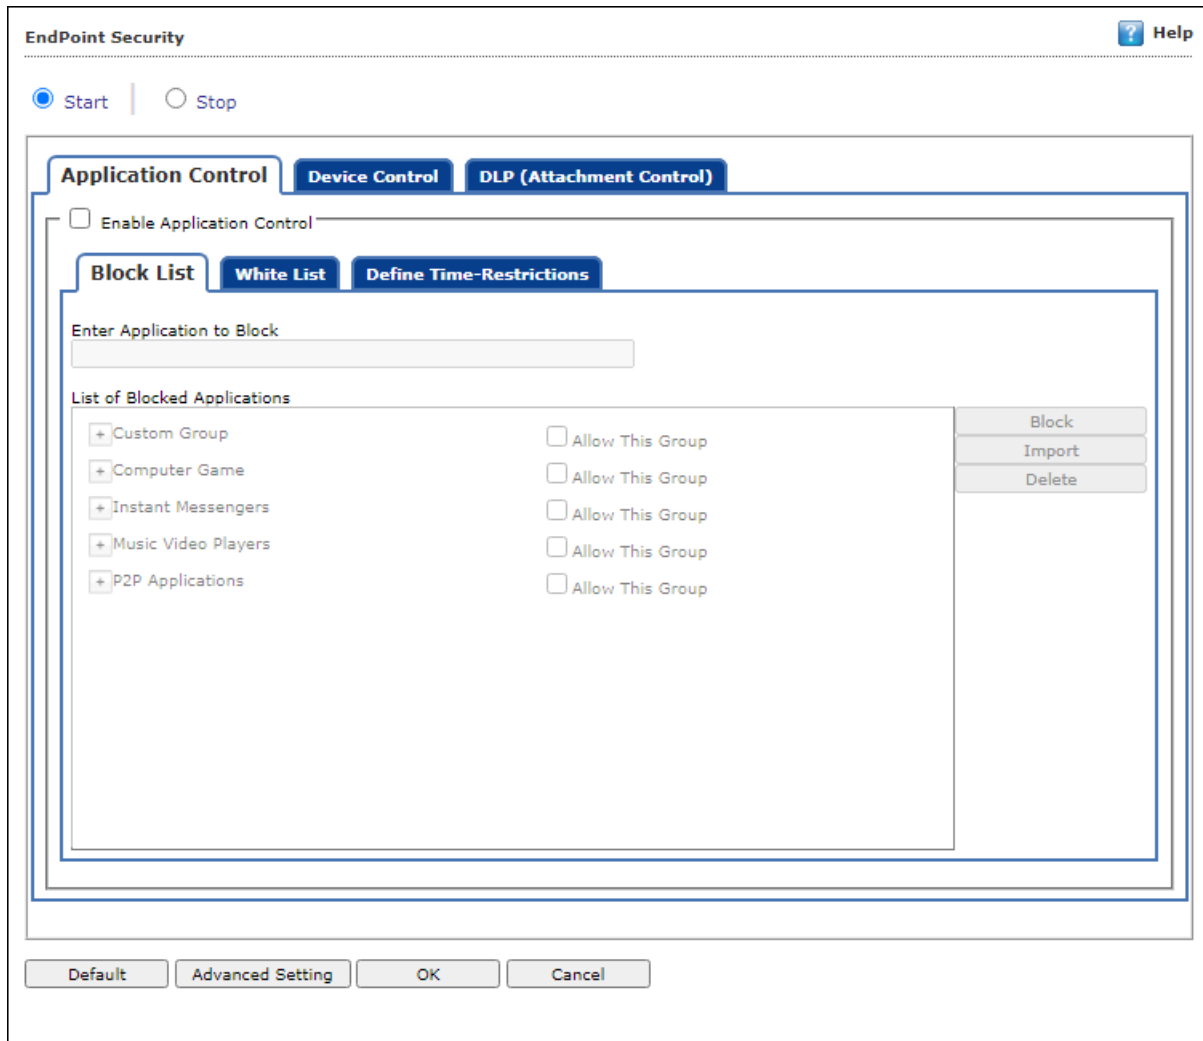 EndPoint Security
? Help
Start Stop
Application Control Device Control DLP (Attachment Control)
Enable Application Control
Block List White List Define Time-Restrictions
Enter Application to Block
List of Blocked Applications
+ Custom Group Allow This Group Block
+ Computer Game Allow This Group Import
+ Instant Messengers Allow This Group Delete
+ Music Video Players Allow This Group
+ P2P Applications Allow This Group
Default Advanced Setting OK Cancel